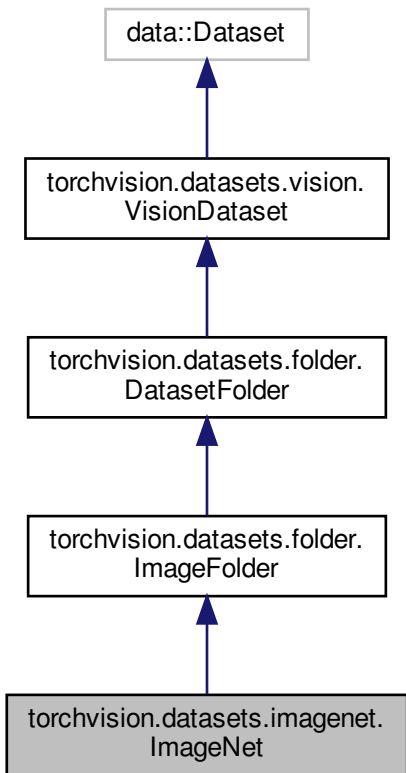 data::Dataset
torchvision.datasets.vision.
VisionDataset
torchvision.datasets.folder.
DatasetFolder
torchvision.datasets.folder.
ImageFolder
torchvision.datasets.imagenet.
ImageNet